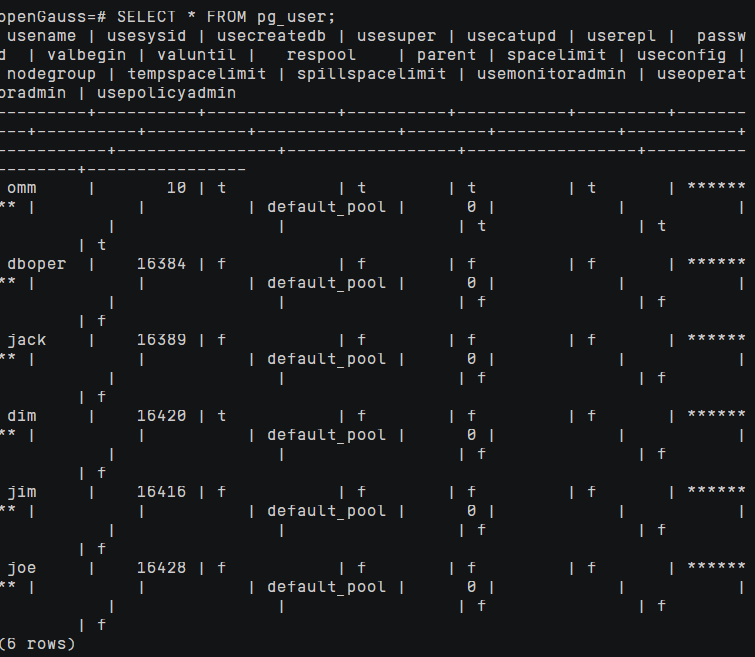 openGauss=# SELECT * FROM pg_user;
 usename | usesysid | usecreatedb | usesuper | usecatupd | userepl |  passw
d  | valbegin | valuntil |   respool    | parent | spacelimit | useconfig |
 nodegroup | tempspacelimit | spillspacelimit | usemonitoradmin | useoperat
oradmin | usepolicyadmin
---------+----------+-------------+----------+-----------+---------+-------
---+----------+----------+--------------+--------+------------+-----------+
-----------+----------------+-----------------+-----------------+----------
--------+----------------
 omm     |       10 | t           | t        | t         | t       | ******
** |          |          | default_pool |      0 |            |           |
           |                |                 | t               | t
        | t
 dboper  |    16384 | f           | f        | f         | f       | ******
** |          |          | default_pool |      0 |            |           |
           |                |                 | f               | f
        | f
 jack    |    16389 | f           | f        | f         | f       | ******
** |          |          | default_pool |      0 |            |           |
           |                |                 | f               | f
        | f
 dim     |    16420 | t           | f        | f         | f       | ******
** |          |          | default_pool |      0 |            |           |
           |                |                 | f               | f
        | f
 jim     |    16416 | f           | f        | f         | f       | ******
** |          |          | default_pool |      0 |            |           |
           |                |                 | f               | f
        | f
 joe     |    16428 | f           | f        | f         | f       | ******
** |          |          | default_pool |      0 |            |           |
           |                |                 | f               | f
        | f
(6 rows)